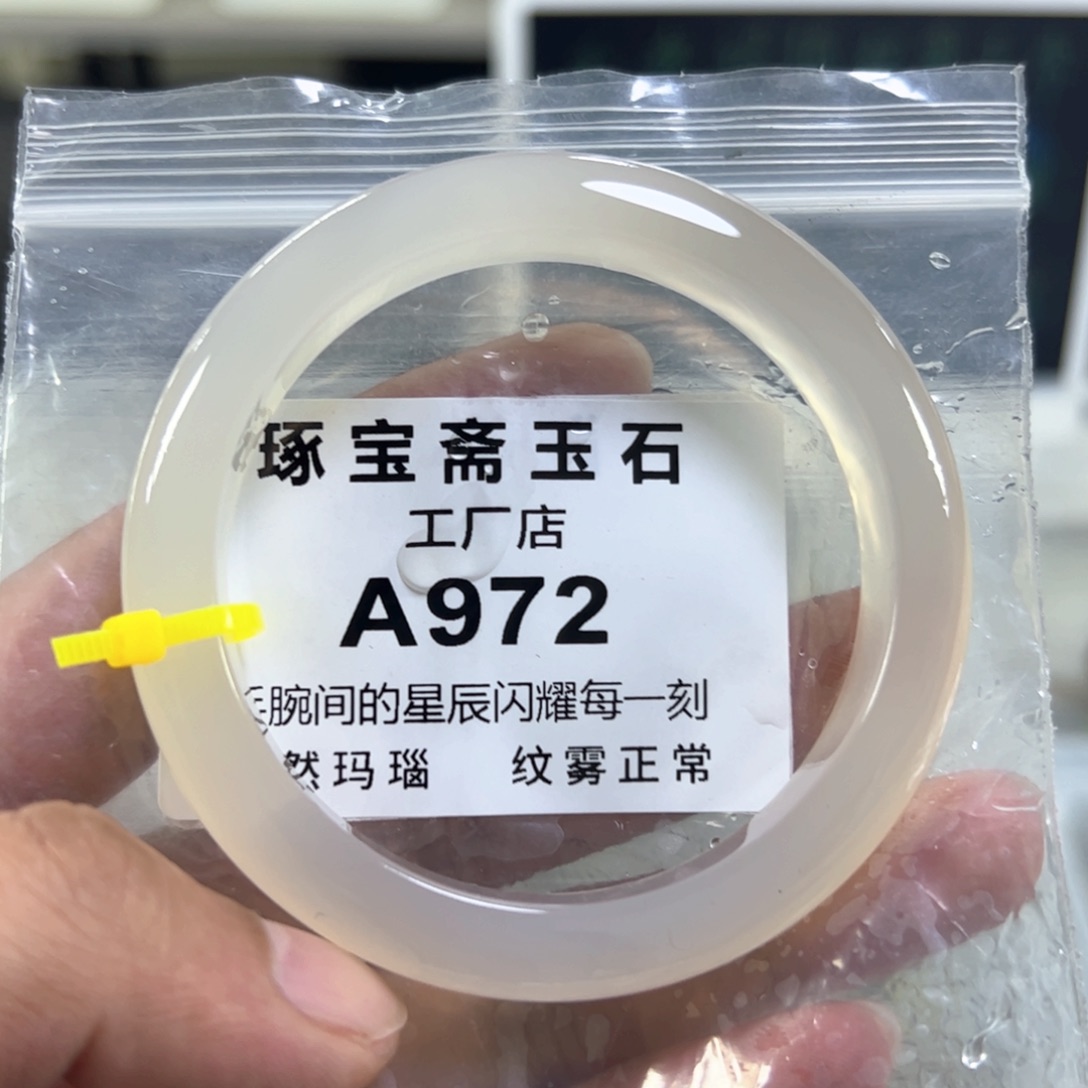 琢宝斋玉石
工厂店
A972
腕间的星辰闪耀每一刻
然玛瑙 纹雾正常